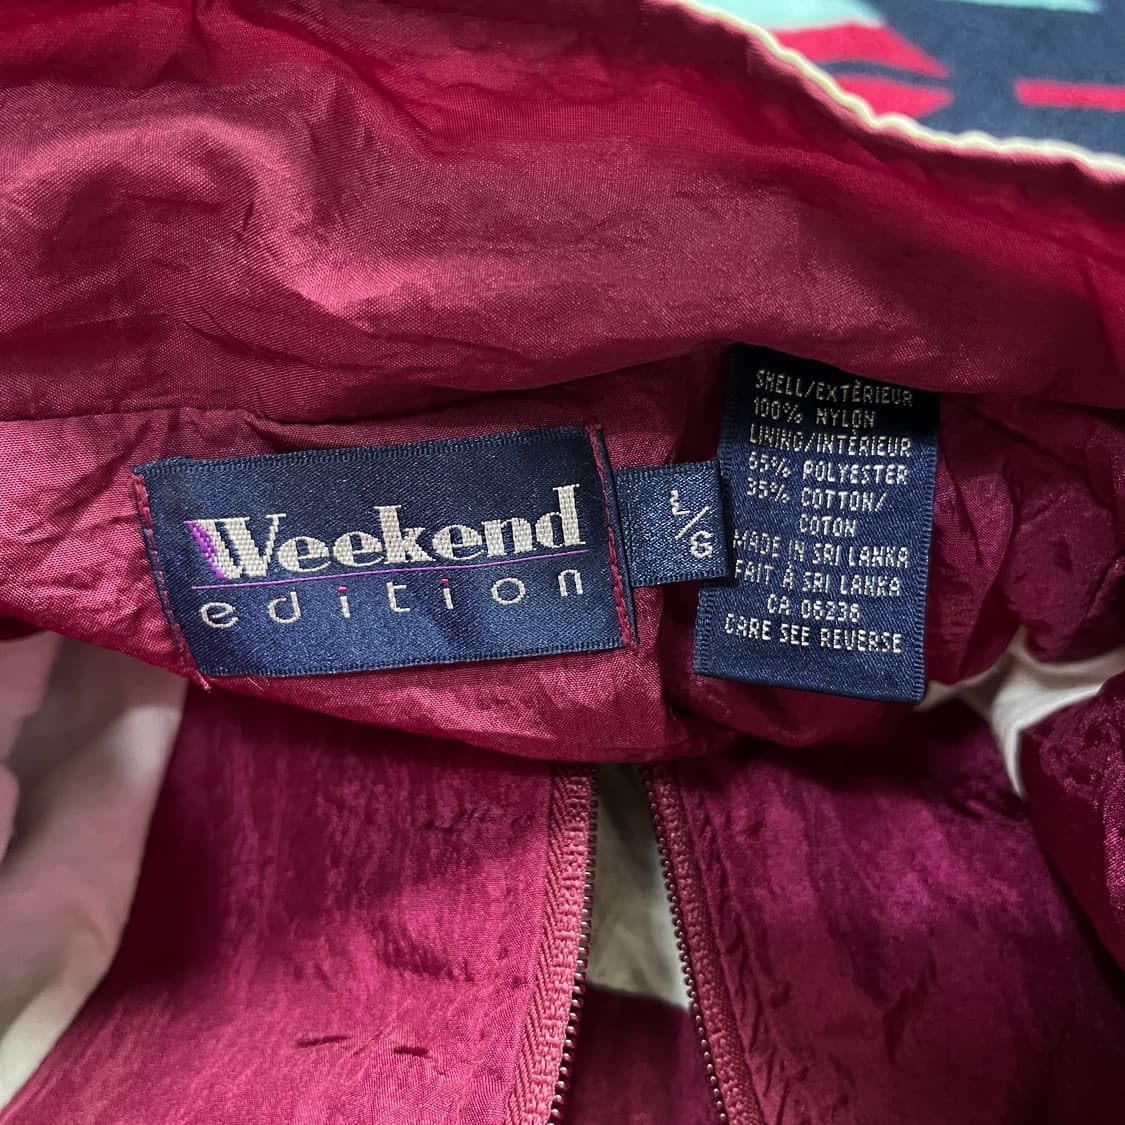 Weekend
edition
L/G
SHELL/EXTÉRIEUR
100% NYLON
LINING/INTÉRIEUR
65% POLYESTER
35% COTTON/
COTON
MADE IN SRI LANKA
FAIT À SRI LANKA
CA 06236
CARE SEE REVERSE